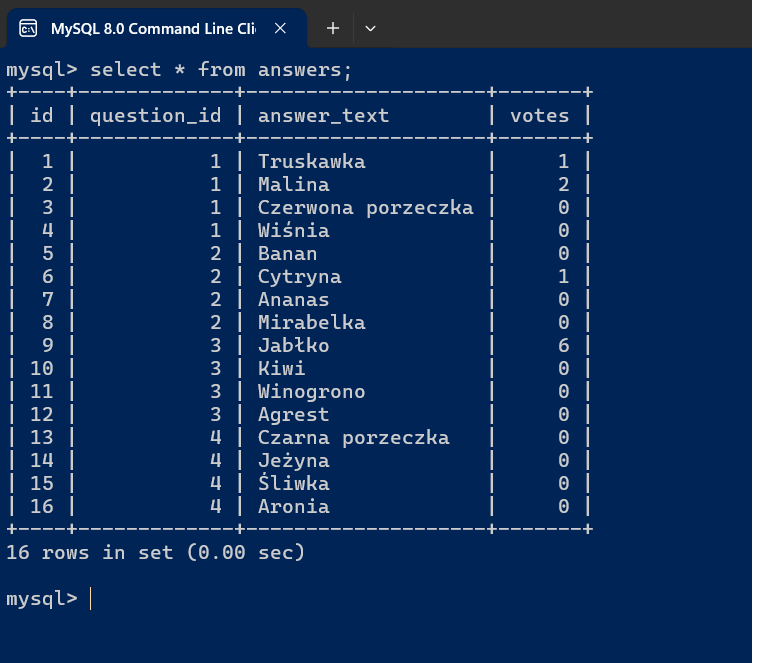 MySQL 8.0 Command Line Cli
mysql> select * from answers;
+----+-------------+--------------------+-------+
| id | question_id | answer_text        | votes |
+----+-------------+--------------------+-------+
|  1 |           1 | Truskawka          |     1 |
|  2 |           1 | Malina             |     2 |
|  3 |           1 | Czerwona porzeczka |     0 |
|  4 |           1 | Wiśnia             |     0 |
|  5 |           2 | Banan              |     0 |
|  6 |           2 | Cytryna            |     1 |
|  7 |           2 | Ananas             |     0 |
|  8 |           2 | Mirabelka          |     0 |
|  9 |           3 | Jabłko             |     6 |
| 10 |           3 | Kiwi               |     0 |
| 11 |           3 | Winogrono          |     0 |
| 12 |           3 | Agrest             |     0 |
| 13 |           4 | Czarna porzeczka   |     0 |
| 14 |           4 | Jeżyna             |     0 |
| 15 |           4 | Śliwka             |     0 |
| 16 |           4 | Aronia             |     0 |
+----+-------------+--------------------+-------+
16 rows in set (0.00 sec)
mysql>